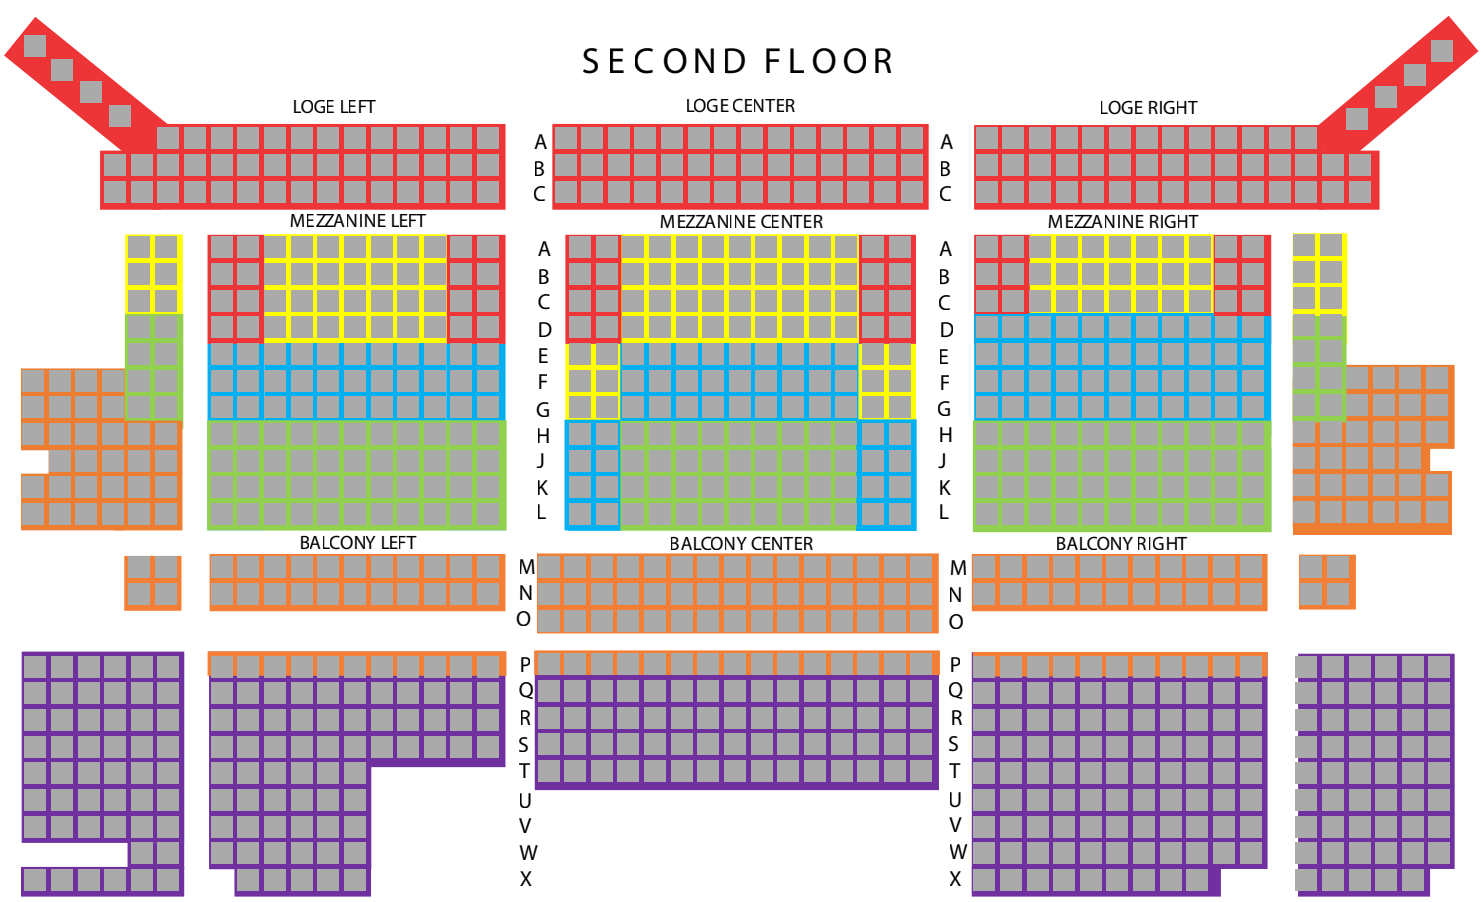 SECOND FLOOR
LOGE LEFT
LOGE CENTER
LOGE RIGHT
A
A
B
B
C
C
MEZZANINE LEFT
MEZZANINE CENTER
MEZZANINE RIGHT
A
A
B
B
C
C
D
D
E
E
F
F
G
G
H
H
J
J
K
K
L
L
BALCONY LEFT
BALCONY CENTER
BALCONY RIGHT
M
M
N
N
O
O
P
P
Q
Q
R
R
S
S
T
T
U
U
V
V
W
W
X
X